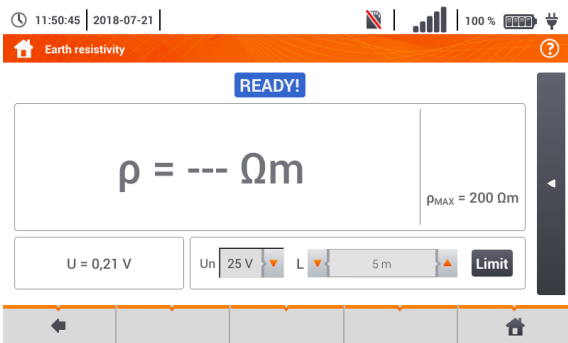 11:50:45 2018-07-21 100 %
Earth resistivity ?
READY!
ρ = --- Ωm
ρMAX = 200 Ωm
U = 0,21 V Un 25 V L 5 m Limit